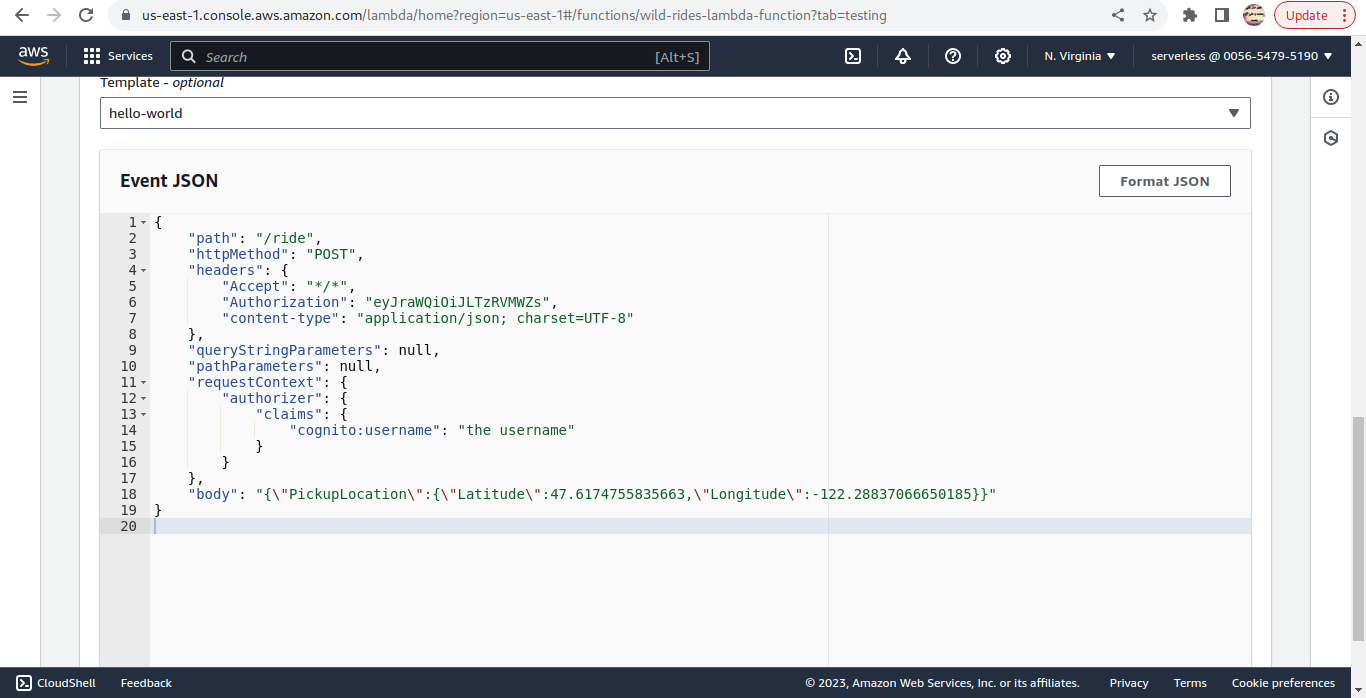 us-east-1.console.aws.amazon.com/lambda/home?region=us-east-1#/functions/wild-rides-lambda-function?tab=testing
Update
aws
Services
Search
[Alt+S]
N. Virginia
serverless @ 0056-5479-5190
Template - optional
hello-world
Event JSON
Format JSON
1 {
2     "path": "/ride",
3     "httpMethod": "POST",
4     "headers": {
5         "Accept": "*/*",
6         "Authorization": "eyJraWQiOiJLTzRVMWZs",
7         "content-type": "application/json; charset=UTF-8"
8     },
9     "queryStringParameters": null,
10     "pathParameters": null,
11     "requestContext": {
12         "authorizer": {
13             "claims": {
14                 "cognito:username": "the username"
15             }
16         }
17     },
18     "body": "{\"PickupLocation\":{\"Latitude\":47.6174755835663,\"Longitude\":-122.28837066650185}}"
19 }
20
CloudShell
Feedback
© 2023, Amazon Web Services, Inc. or its affiliates.
Privacy
Terms
Cookie preferences